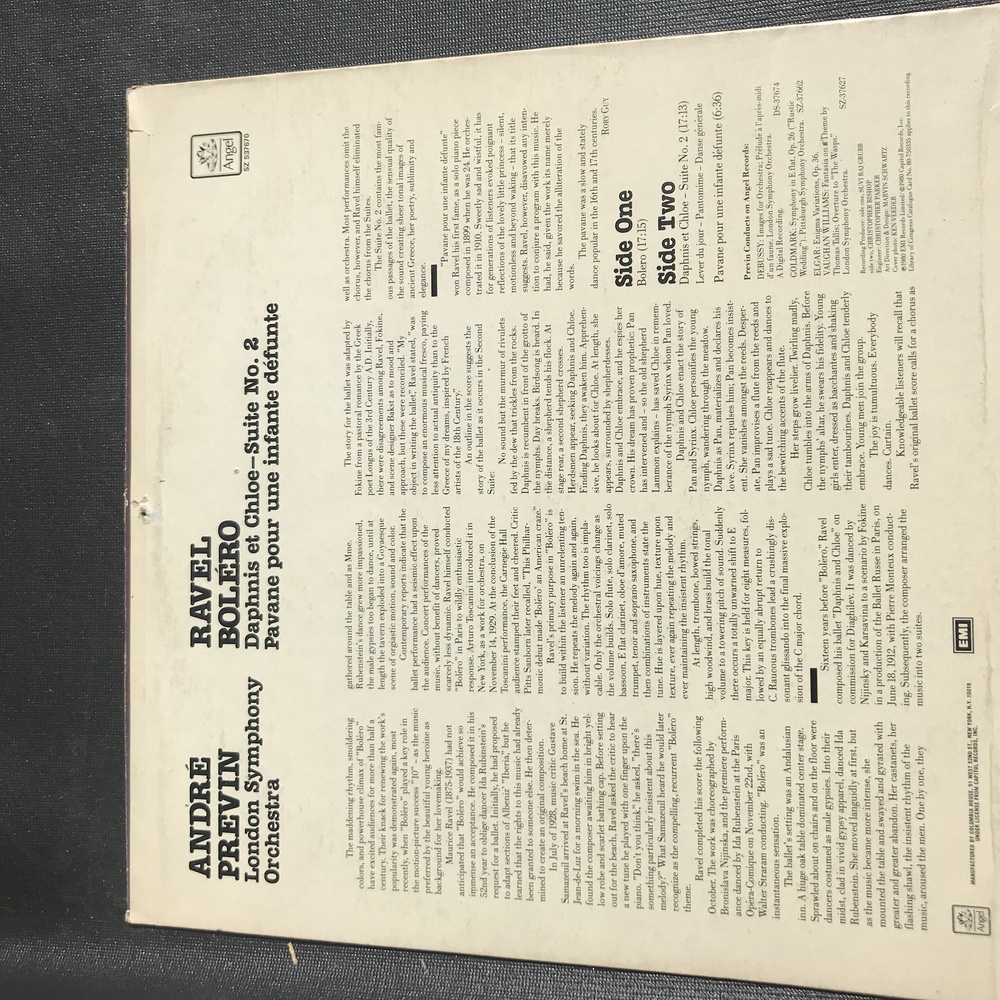 ANDRÉ
PREVIN
London Symphony
Orchestra
RAVEL
BOLÉRO
Daphnis et Chloe—Suite No. 2
Pavane pour une infante défunte
Angel
SZ 537670
The maddening rhythm, smoldering
colors, and powerhouse climax of "Boléro"
have excited audiences for more than half a
century. Their knack for renewing the work's
popularity was demonstrated again, most
recently, when "Boléro" played a key role in
the motion-picture success "10" – as the music
preferred by the beautiful young heroine as
background for her lovemaking.
Maurice Ravel (1875-1937) had not
anticipated that "Boléro" would achieve so
immense an acceptance. He composed it in his
52nd year to oblige dancer Ida Rubinstein's
request for a ballet. Initially, he had proposed
to adapt sections of Albeniz' "Iberia," but he
learned that the rights to this music had already
been granted to someone else. He then deter-
mined to create an original composition.
In July of 1928, music critic Gustave
Samazeuil arrived at Ravel's beach home at St.
Jean-de-Luz for a morning swim in the sea. He
found the composer awaiting him in bright yel-
low robe and scarlet bathing cap. Before setting
out for the beach, Ravel asked the critic to hear
a new tune he played with one finger upon the
piano. "Don't you think," he asked, "there's
something particularly insistent about this
melody?" What Samazeuil heard he would later
recognize as the compelling, recurrent "Boléro"
theme.
Ravel completed his score the following
October. The work was choreographed by
Bronislava Nijinska, and the premiere perform-
ance danced by Ida Rubenstein at the Paris
Opéra-Comique on November 22nd, with
Walter Straram conducting. "Boléro" was an
instantaneous sensation.
The ballet's setting was an Andalusian
inn. A huge oak table dominated center stage.
Sprawled about on chairs and on the floor were
dancers costumed as male gypsies. Into their
midst, clad in vivid gypsy apparel, danced Ida
Rubenstein. She moved languidly at first, but
as the music became more intense, she
mounted the table and swayed and gyrated with
greater and greater abandon. Her castanets, her
flashing shawl, the insistent rhythm of the
music, aroused the men. One by one, they
gathered around the table and as Mme.
Rubenstein's dance grew more impassioned,
the male gypsies too began to dance, until at
length the tavern exploded into a Goyaesque
scene of orgiastic motion, sound and color.
Contemporary reports indicate that the
ballet performance had a seismic effect upon
the audience. Concert performances of the
music, without benefit of dancers, proved
scarcely less dynamic. Ravel himself conducted
"Boléro" in Paris to wildly enthusiastic
response. Arturo Toscanini introduced it in
New York, as a work for orchestra, on
November 14, 1929. At the conclusion of the
Toscanini performance, the Carnegie Hall
audience stamped their feet and cheered. Critic
Pitts Sanborn later recalled, "This Philhar-
monic debut made 'Boléro' an American craze."
Ravel's primary purpose in "Boléro" is
to build within the listener an unrelenting ten-
sion. He repeats the melody again and again,
without variation. The rhythm too is impla-
cable. Only the orchestral voicings change as
the volume builds. Solo flute, solo clarinet, solo
bassoon, E flat clarinet, oboe d'amore, muted
trumpet, tenor and soprano saxophone, and
then combinations of instruments state the
tune. Hue is layered upon hue, texture upon
texture, ever again repeating the melody and
ever maintaining the insistent rhythm.
At length, trombone, bowed strings,
high woodwind, and brass build the tonal
volume to a towering pitch of sound. Suddenly
there occurs a totally unwarned shift to E
major. This key is held for eight measures, fol-
lowed by an equally abrupt return to
C. Raucous trombones lead a crushingly dis-
sonant glissando into the final massive explo-
sion of the C major chord.
Sixteen years before "Boléro," Ravel
composed his ballet "Daphnis and Chloe" on
commission for Diaghilev. It was danced by
Nijinsky and Karsavina to a scenario by Fokine
in a production of the Ballet Russe in Paris, on
June 18, 1912, with Pierre Monteux conduct-
ing. Subsequently, the composer arranged the
music into two suites.
The story for the ballet was adapted by
Fokine from a pastoral romance by the Greek
poet Longus of the 3rd Century A.D. Initially,
there were disagreements among Ravel, Fokine,
and scene designer Bakst as to mood and
approach, but these were reconciled. "My
object in writing the ballet," Ravel stated, "was
to compose an enormous musical fresco, paying
less attention to actual antiquity than to the
Greece of my dreams, inspired by French
artists of the 18th Century."
An outline in the score suggests the
story of the ballet as it occurs in the Second
Suite:
No sound but the murmur of rivulets
fed by the dew that trickles from the rocks.
Daphnis is recumbent in front of the grotto of
the nymphs. Day breaks. Birdsong is heard. In
the distance, a shepherd tends his flock. At
stage rear, a second shepherd crosses.
Herdsmen appear, seeking Daphnis and Chloe.
Finding Daphnis, they awaken him. Apprehen-
sive, he looks about for Chloe. At length, she
appears, surrounded by shepherdesses.
Daphnis and Chloe embrace, and he espies her
crown. His dream has proven prophetic: Pan
has intervened and – so the old shepherd
Lammon explains – has saved Chloe in remem-
berance of the nymph Syrinx whom Pan loved.
Daphnis and Chloe enact the story of
Pan and Syrinx. Chloe personifies the young
nymph, wandering through the meadow.
Daphnis as Pan, materializes and declares his
love. Syrinx repulses him; Pan becomes insist-
ent. She vanishes amongst the reeds. Desper-
ate, Pan improvises a flute from the reeds and
plays a sad tune. Chloe reappears and dances to
the bewitching accents of the flute.
Her steps grow livelier. Twirling madly,
Chloe tumbles into the arms of Daphnis. Before
the nymphs' altar, he swears his fidelity. Young
girls enter, dressed as bacchantes and shaking
their tambourines. Daphnis and Chloe tenderly
embrace. Young men join the group.
The joy is tumultuous. Everybody
dances. Curtain.
Knowledgeable listeners will recall that
Ravel's original ballet score calls for a chorus as
well as orchestra. Most performances omit the
chorus, however, and Ravel himself eliminated
the chorus from the Suites.
The Suite No. 2 contains the most fam-
ous passages of the ballet, the sensual quality of
the sound creating sheer tonal images of
ancient Greece, her poetry, sublimity and
elegance.
"Pavane pour une infante défunte"
won Ravel his first fame, as a solo piano piece
composed in 1899 when he was 24. He orches-
trated it in 1910. Sweetly sad and wistful, it has
for generations of listeners evoked poignant
reflections of the lovely little princess – silent,
motionless and beyond waking – that its title
suggests. Ravel, however, disavowed any inten-
tion to conjure a program with this music. He
had, he said, given the work its name merely
because he savored the alliteration of the
words.
The pavane was a slow and stately
dance popular in the 16th and 17th centuries.
RORY GUY
Side One
Bolero (17:15)
Side Two
Daphnis et Chloe – Suite No. 2 (17:13)
Lever du jour – Pantomime – Danse générale
Pavane pour une infante défunte (6:36)
Previn Conducts on Angel Records:
DEBUSSY: Images for Orchestra; Prélude à l'après-midi
d'un faune. London Symphony Orchestra.
A Digital Recording. DS-37674
GOLDMARK: Symphony in E flat, Op. 26 ("Rustic
Wedding"). Pittsburgh Symphony Orchestra. SZ-37662
ELGAR: Enigma Variations, Op. 36.
VAUGHAN WILLIAMS: Fantasia on Theme by
Thomas Tallis; Overture to "The Wasps."
London Symphony Orchestra. SZ-37627
Recording Producer: side one, SUVI RAJ GRUBB
side two, CHRISTOPHER BISHOP
Engineer: CHRISTOPHER PARKER
Art Direction & Design: MARVIN SCHWARTZ
Cover photo: KEN VEEDER
℗1980 EMI Records Limited/ ©1980 Capitol Records, Inc.
Library of Congress Catalogue Card No. 80-750335 applies to this recording.
Angel
MANUFACTURED BY COLUMBIA HOUSE, 51 WEST 52ND ST., NEW YORK, N.Y. 10019
UNDER LICENSE FROM CAPITOL RECORDS, INC.
EMI